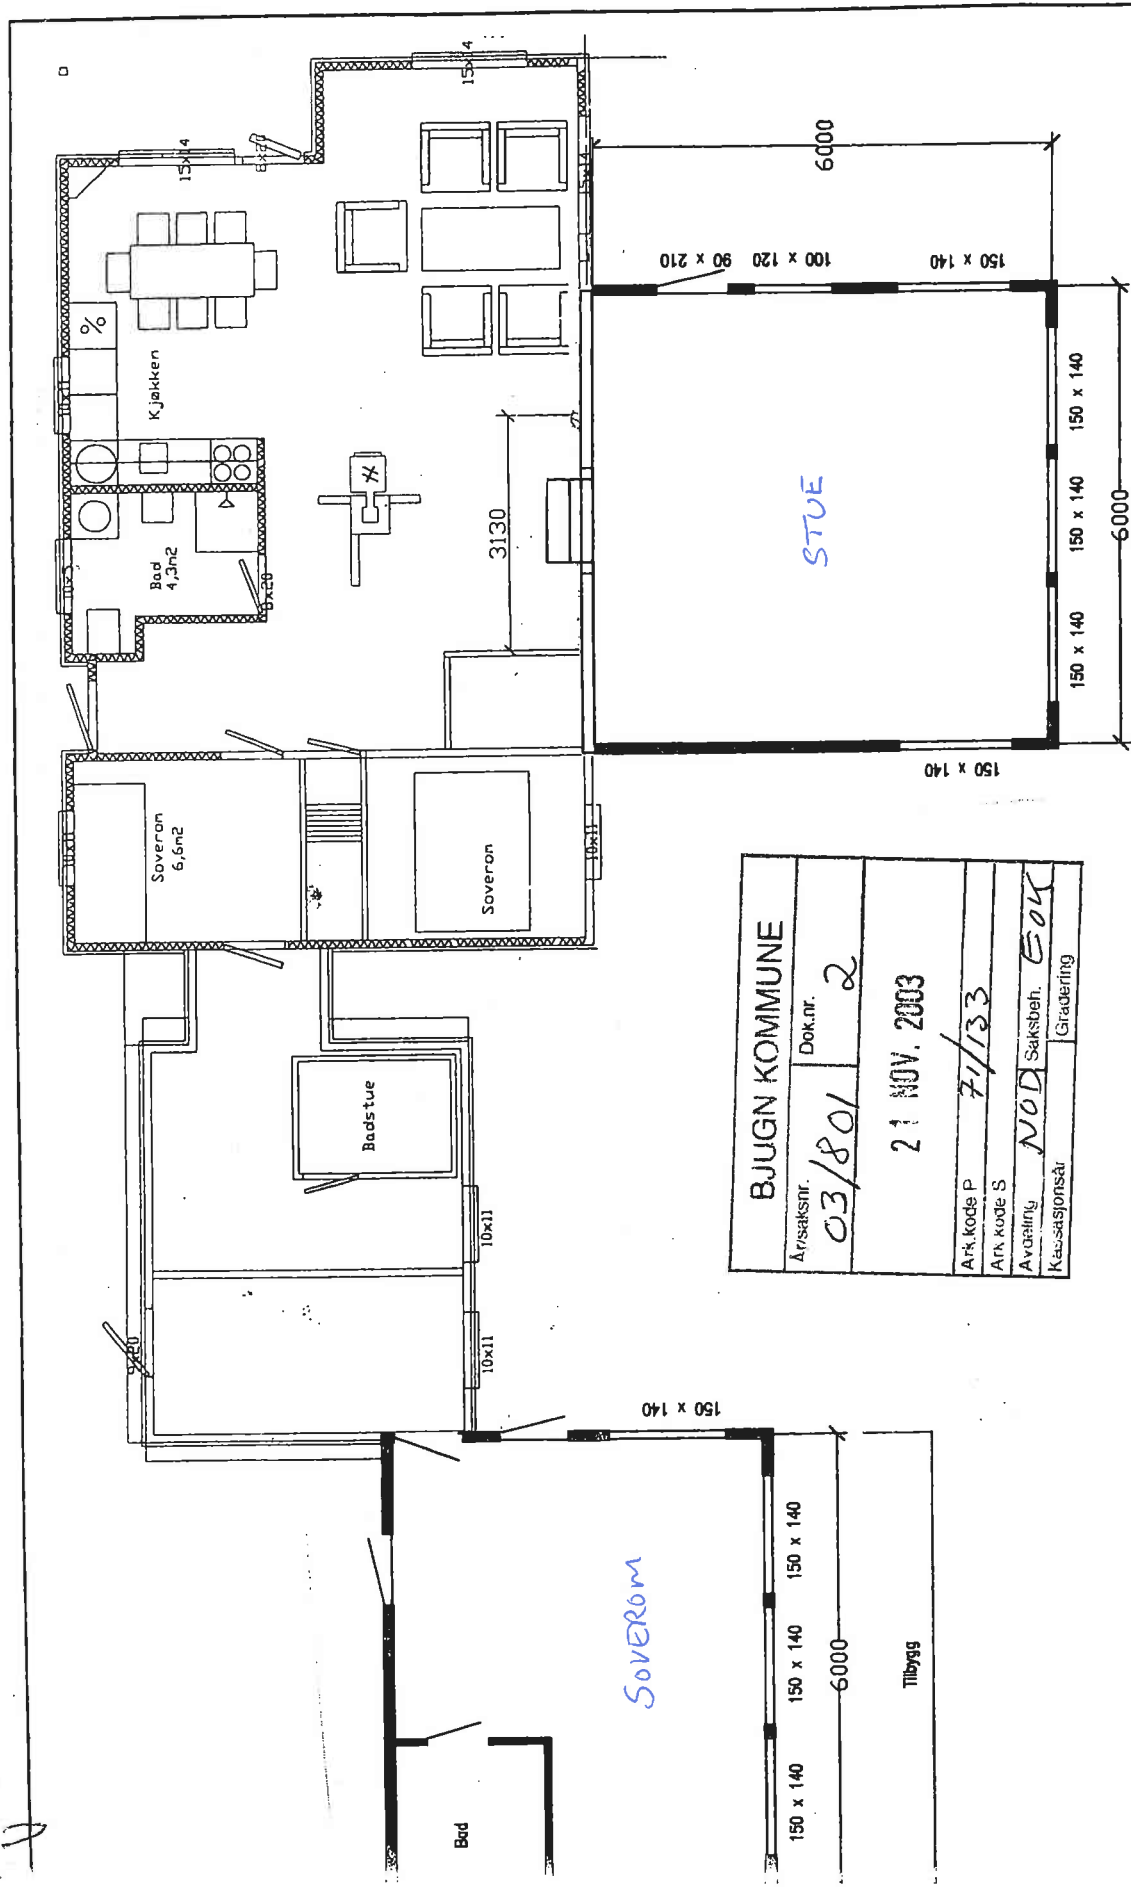 15x14
15x14
8x20
15x14
%
Kjøkken
Bad
4,3m2
8x20
3130
6000
90 x 210
100 x 120
150 x 140
STUE
150 x 140
150 x 140
150 x 140
6000
150 x 140
Soverom
6,6m2
10x11
Soverom
10x11
Badstue
10x11
10x11
9x20
150 x 140
SOVEROM
Bad
150 x 140
150 x 140
150 x 140
6000
Tilbygg
BJUGN KOMMUNE
År/saksnr. Dok.nr.
03/801 2
21 NOV. 2003
Ark.kode P 71/133
Ark kode S
Avdeling NOD Saksbeh. EOK
Kassasjonsår Gradering